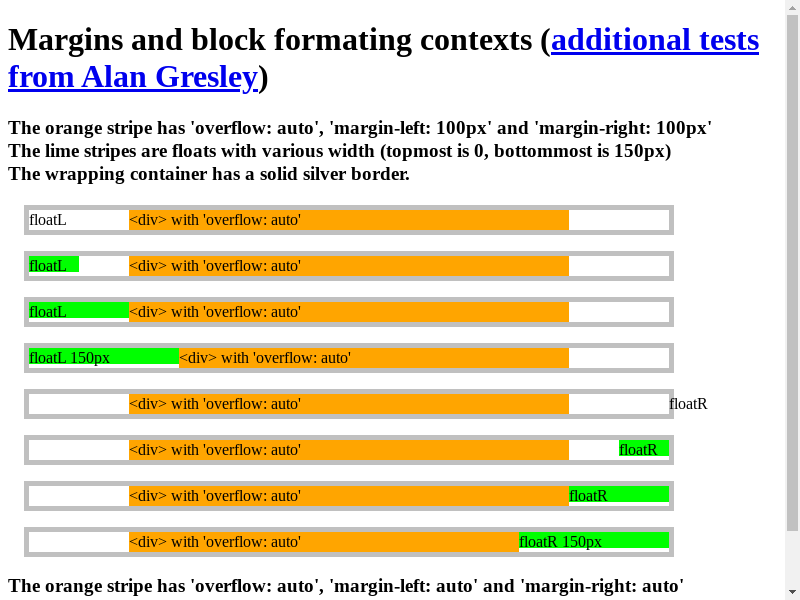 Margins and block formating contexts (additional tests
from Alan Gresley)
The orange stripe has 'overflow: auto', 'margin-left: 100px' and 'margin-right: 100px'
The lime stripes are floats with various width (topmost is 0, bottommost is 150px)
The wrapping container has a solid silver border.
floatL <div> with 'overflow: auto'
floatL <div> with 'overflow: auto'
floatL <div> with 'overflow: auto'
floatL 150px <div> with 'overflow: auto'
<div> with 'overflow: auto' floatR
<div> with 'overflow: auto' floatR
<div> with 'overflow: auto' floatR
<div> with 'overflow: auto' floatR 150px
The orange stripe has 'overflow: auto', 'margin-left: auto' and 'margin-right: auto'